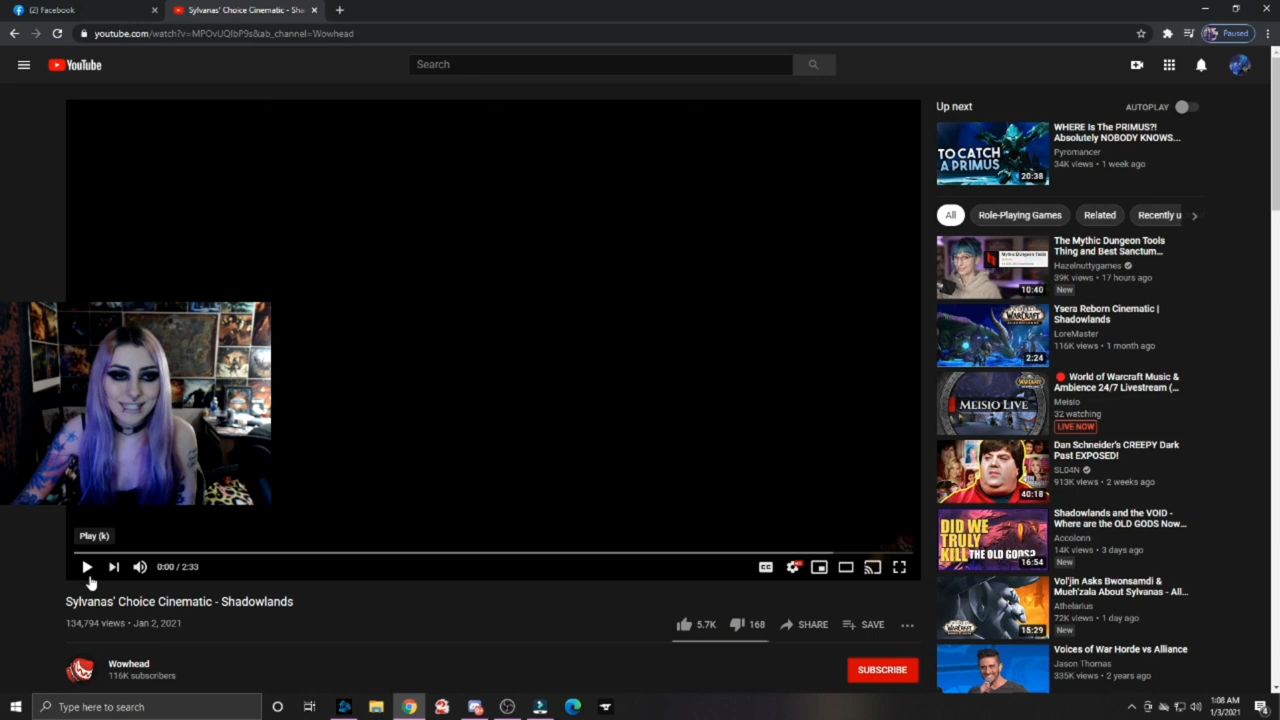 (2) Facebook
Sylvanas' Choice Cinematic - Sha
youtube.com/watch?v=MPOvUQlbP9s&ab_channel=Wowhead
Paused
YouTube
Search
Up next
AUTOPLAY
TO CATCH
A PRIMUS
20:38
WHERE Is The PRIMUS?!
Absolutely NOBODY KNOWS...
Pyromancer
34K views • 1 week ago
All
Role-Playing Games
Related
Recently u
10:40
The Mythic Dungeon Tools
Thing and Best Sanctum...
Hazelnuttygames
39K views • 17 hours ago
New
WARCRAFT
2:24
Ysera Reborn Cinematic |
Shadowlands
LoreMaster
116K views • 1 month ago
MEISIO LIVE
World of Warcraft Music &
Ambience 24/7 Livestream (...
Meisio
32 watching
LIVE NOW
40:18
Dan Schneider's CREEPY Dark
Past EXPOSED!
SL04N
913K views • 2 weeks ago
DID WE
TRULY
KILL THE OLD GODS?
16:54
Shadowlands and the VOID -
Where are the OLD GODS Now...
Accolonn
14K views • 3 days ago
New
WARCRAFT
15:29
Vol'jin Asks Bwonsamdi &
Mueh'zala About Sylvanas - All...
Athelarius
72K views • 1 day ago
New
Voices of War Horde vs Alliance
Jason Thomas
335K views • 2 years ago
Play (k)
0:00 / 2:33
Sylvanas' Choice Cinematic - Shadowlands
134,794 views • Jan 2, 2021
5.7K
168
SHARE
SAVE
Wowhead
116K subscribers
SUBSCRIBE
Type here to search
1:08 AM
1/3/2021
4